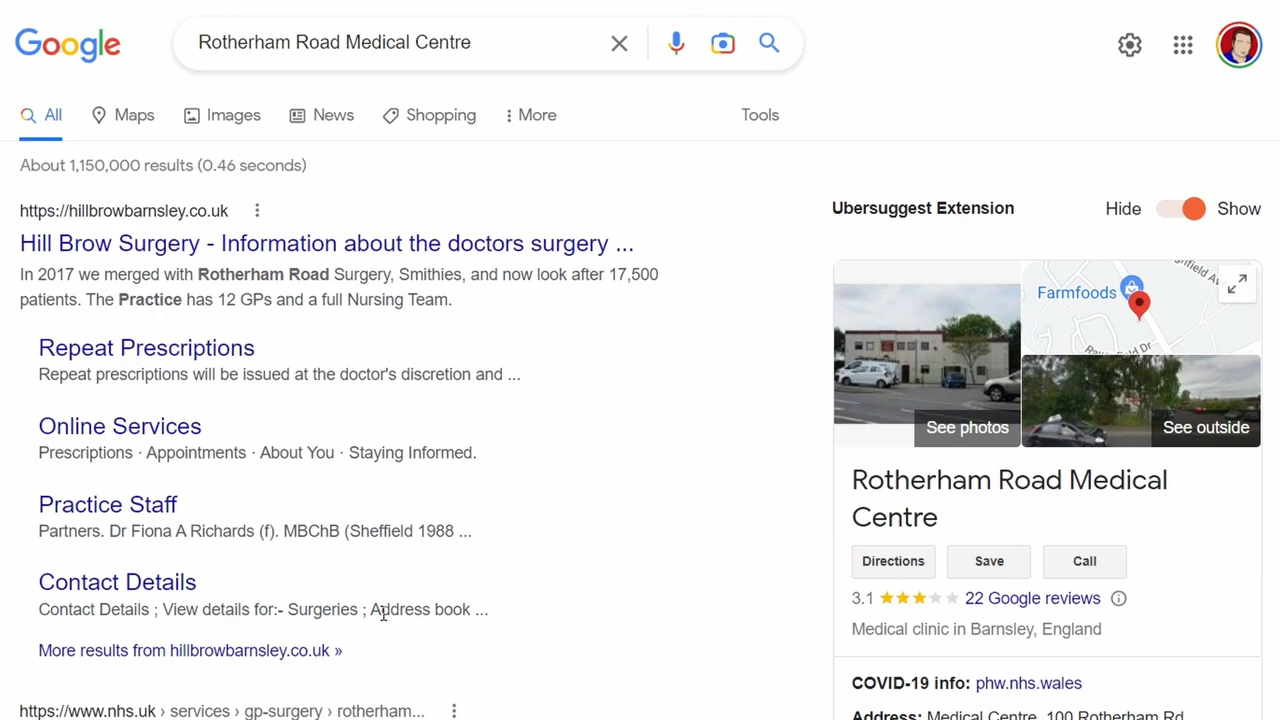 Google
Rotherham Road Medical Centre
All
Maps
Images
News
Shopping
More
Tools
About 1,150,000 results (0.46 seconds)
https://hillbrowbarnsley.co.uk
Hill Brow Surgery - Information about the doctors surgery ...
In 2017 we merged with Rotherham Road Surgery, Smithies, and now look after 17,500
patients. The Practice has 12 GPs and a full Nursing Team.
Repeat Prescriptions
Repeat prescriptions will be issued at the doctor's discretion and ...
Online Services
Prescriptions · Appointments · About You · Staying Informed.
Practice Staff
Partners. Dr Fiona A Richards (f). MBChB (Sheffield 1988 ...
Contact Details
Contact Details ; View details for:- Surgeries ; Address book ...
More results from hillbrowbarnsley.co.uk »
https://www.nhs.uk › services › gp-surgery › rotherham...
Ubersuggest Extension
Hide
Show
Farmfoods
See photos
See outside
Rotherham Road Medical
Centre
Directions
Save
Call
3.1
22 Google reviews
Medical clinic in Barnsley, England
COVID-19 info: phw.nhs.wales
Address: Medical Centre, 100 Rotherham Rd